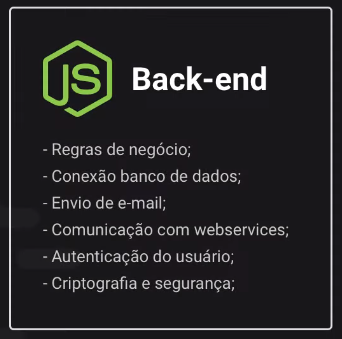 JS
Back-end
- Regras de negócio;
- Conexão banco de dados;
- Envio de e-mail;
- Comunicação com webservices;
- Autenticação do usuário;
- Criptografia e segurança;